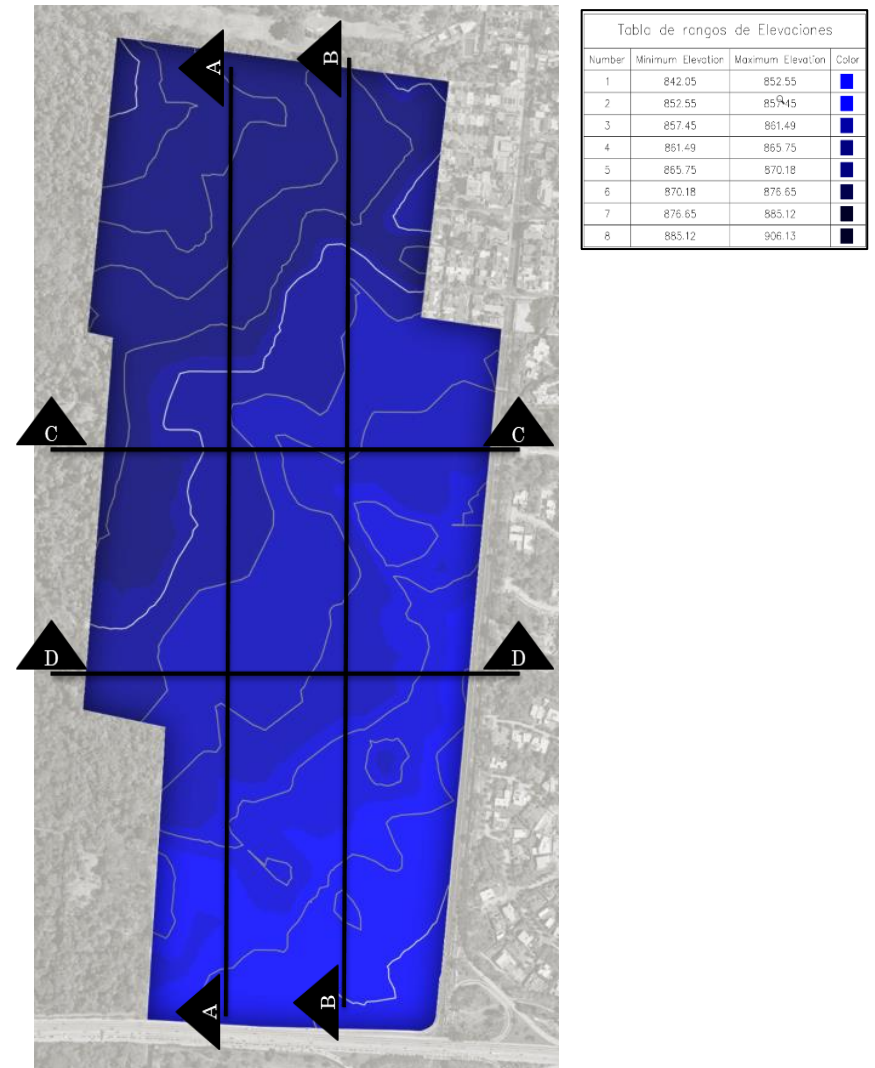 Tabla de rangos de Elevaciones
Number Minimum Elevation Maximum Elevation Color
1 842.05 852.55
2 852.55 857.45
3 857.45 861.49
4 861.49 865.75
5 865.75 870.18
6 870.18 876.65
7 876.65 885.12
8 885.12 906.13
A B
C C
D D
A B